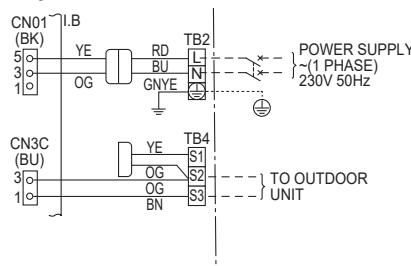 CN01 I.B
(BK)
5 YE RD TB2 L POWER SUPPLY
3 OG BU N ~(1 PHASE)
1 GNYE 230V 50Hz
CN3C
(BU)
YE TB4 S1
3 OG S2 TO OUTDOOR
OG UNIT
1 BN S3